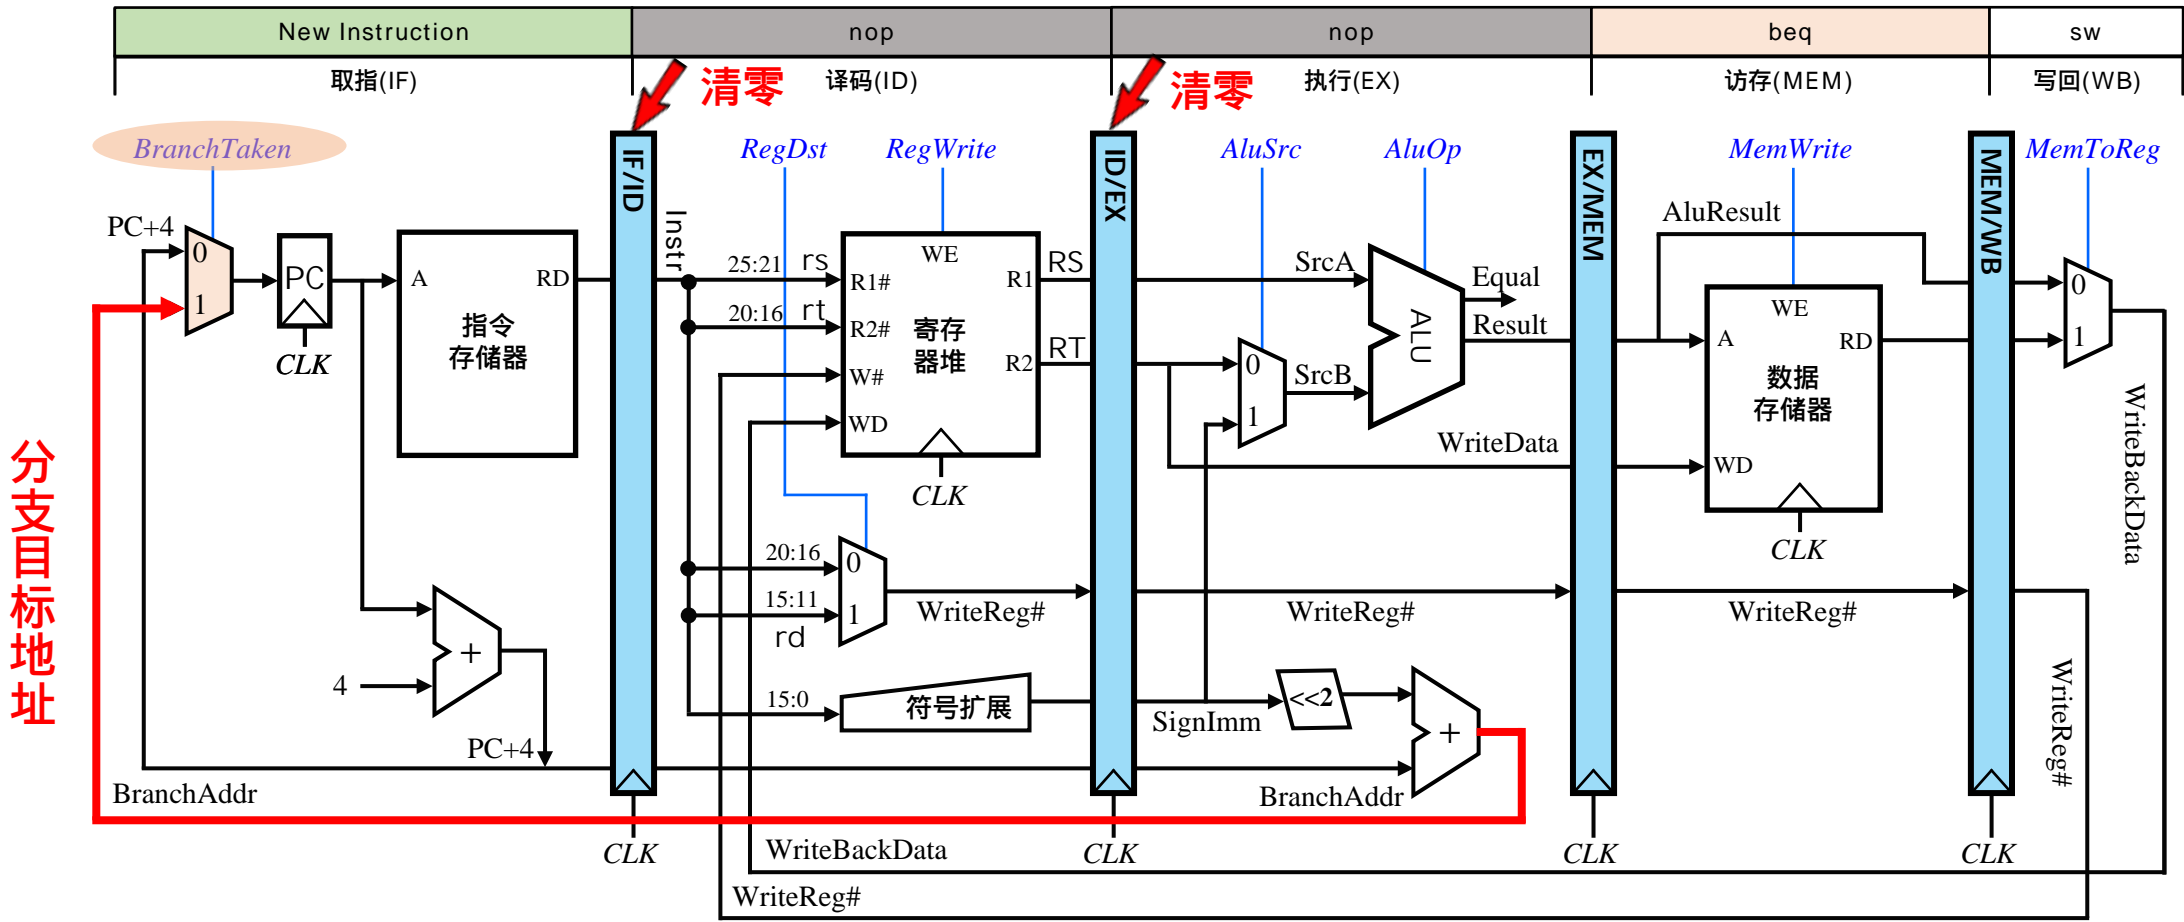 New Instruction
nop
nop
beq
sw
取指(IF)
译码(ID)
执行(EX)
访存(MEM)
写回(WB)
清零
清零
BranchTaken
RegDst
RegWrite
AluSrc
AluOp
MemWrite
MemToReg
IF/ID
ID/EX
EX/MEM
MEM/WB
PC+4
0
1
PC
CLK
A
RD
指令
存储器
Instr
25:21
rs
20:16
rt
R1#
R2#
W#
WD
WE
R1
R2
寄存
器堆
CLK
RS
RT
SrcA
SrcB
0
1
ALU
Equal
Result
WriteData
AluResult
WE
A
RD
WD
数据
存储器
CLK
0
1
WriteBackData
分支目标地址
20:16
15:11
rd
0
1
WriteReg#
WriteReg#
WriteReg#
WriteReg#
4
+
PC+4
15:0
符号扩展
SignImm
<<2
+
BranchAddr
BranchAddr
CLK
CLK
CLK
CLK
WriteBackData
WriteReg#